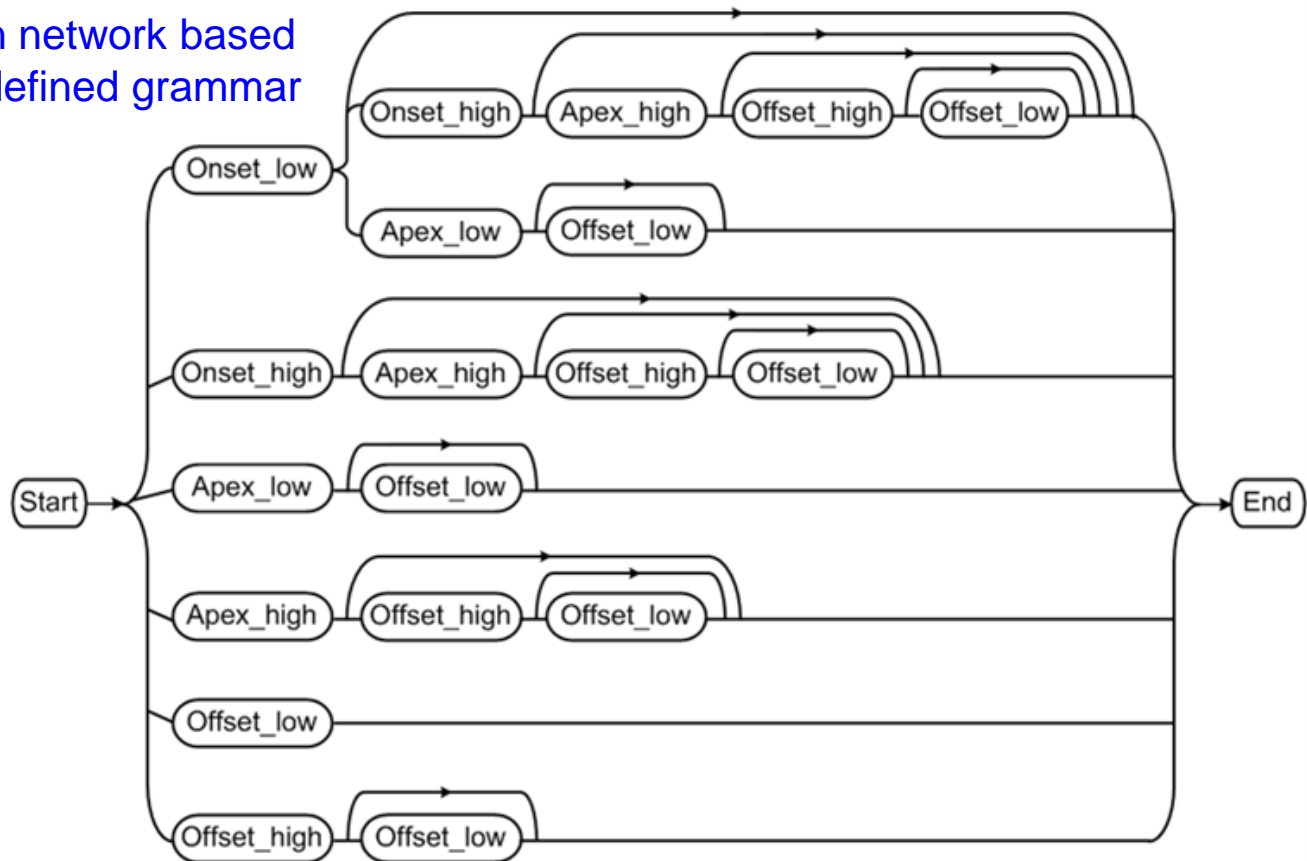 n network based
defined grammar
Onset_high Apex_high Offset_high Offset_low
Onset_low
Apex_low Offset_low
Onset_high Apex_high Offset_high Offset_low
Apex_low Offset_low
Start End
Apex_high Offset_high Offset_low
Offset_low
Offset_high Offset_low